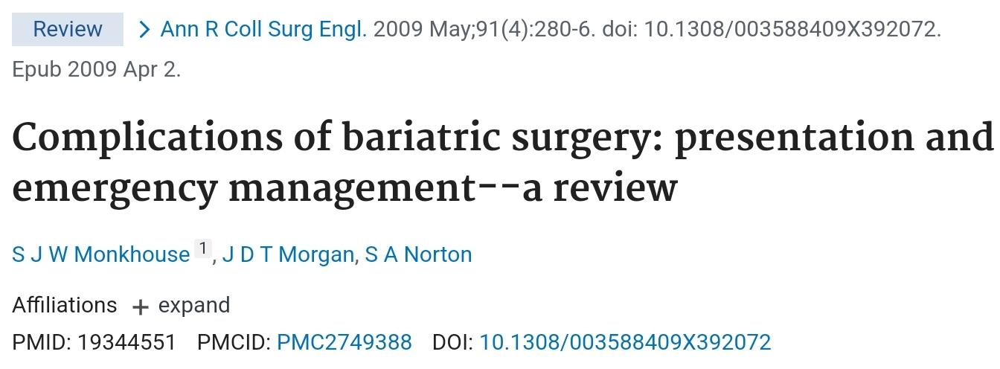 Review > Ann R Coll Surg Engl. 2009 May;91(4):280-6. doi: 10.1308/003588409X392072.
Epub 2009 Apr 2.
Complications of bariatric surgery: presentation and
emergency management--a review
S J W Monkhouse 1, J D T Morgan, S A Norton
Affiliations + expand
PMID: 19344551 PMCID: PMC2749388 DOI: 10.1308/003588409X392072